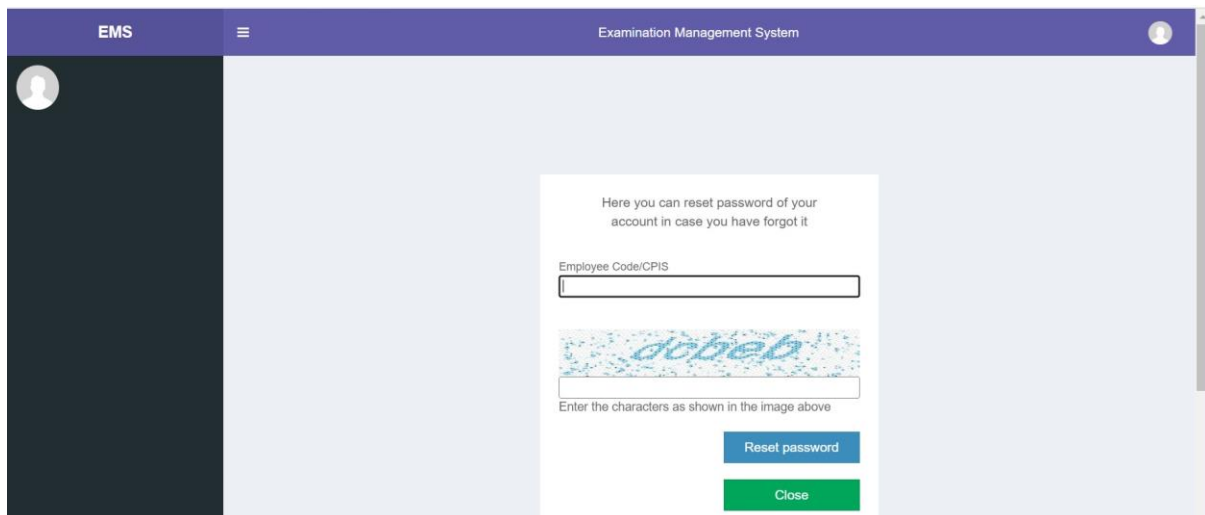 EMS
Examination Management System
Here you can reset password of your
account in case you have forgot it
Employee Code/CPIS
dcbeb
Enter the characters as shown in the image above
Reset password
Close